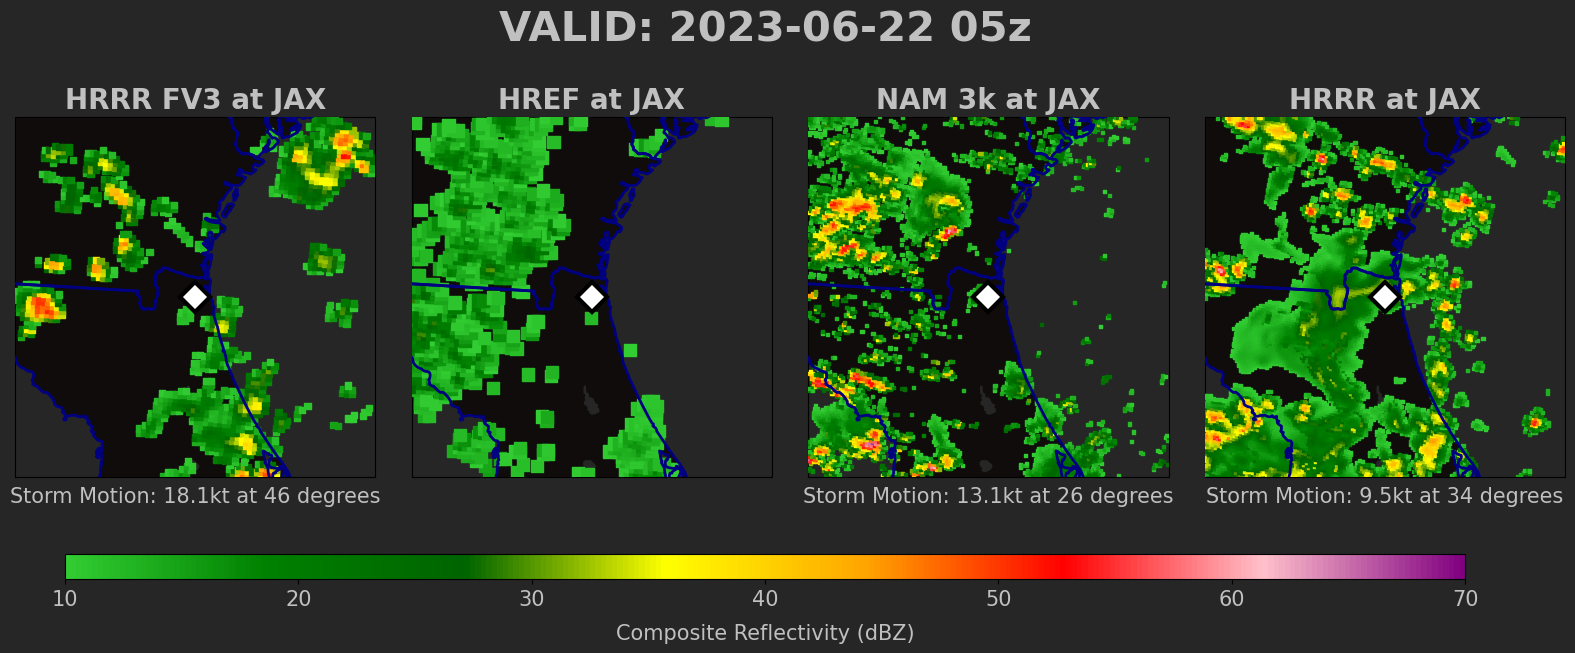 VALID: 2023-06-22 05z
HRRR FV3 at JAX
HREF at JAX
NAM 3k at JAX
HRRR at JAX
Storm Motion: 18.1kt at 46 degrees
Storm Motion: 13.1kt at 26 degrees
Storm Motion: 9.5kt at 34 degrees
10 20 30 40 50 60 70
Composite Reflectivity (dBZ)